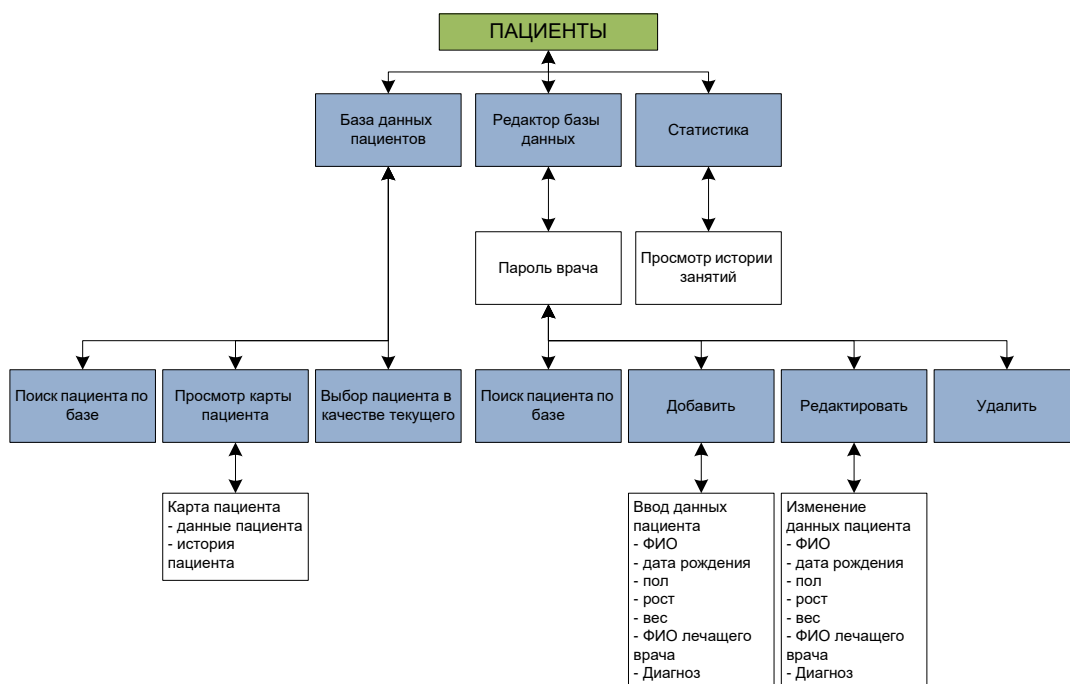 ПАЦИЕНТЫ
База данных
пациентов
Редактор базы
данных
Статистика
Пароль врача
Просмотр истории
занятий
Поиск пациента по
базе
Просмотр карты
пациента
Выбор пациента в
качестве текущего
Поиск пациента по
базе
Добавить
Редактировать
Удалить
Карта пациента
- данные пациента
- история
пациента
Ввод данных
пациента
- ФИО
- дата рождения
- пол
- рост
- вес
- ФИО лечащего
врача
- Диагноз
Изменение
данных пациента
- ФИО
- дата рождения
- пол
- рост
- вес
- ФИО лечащего
врача
- Диагноз